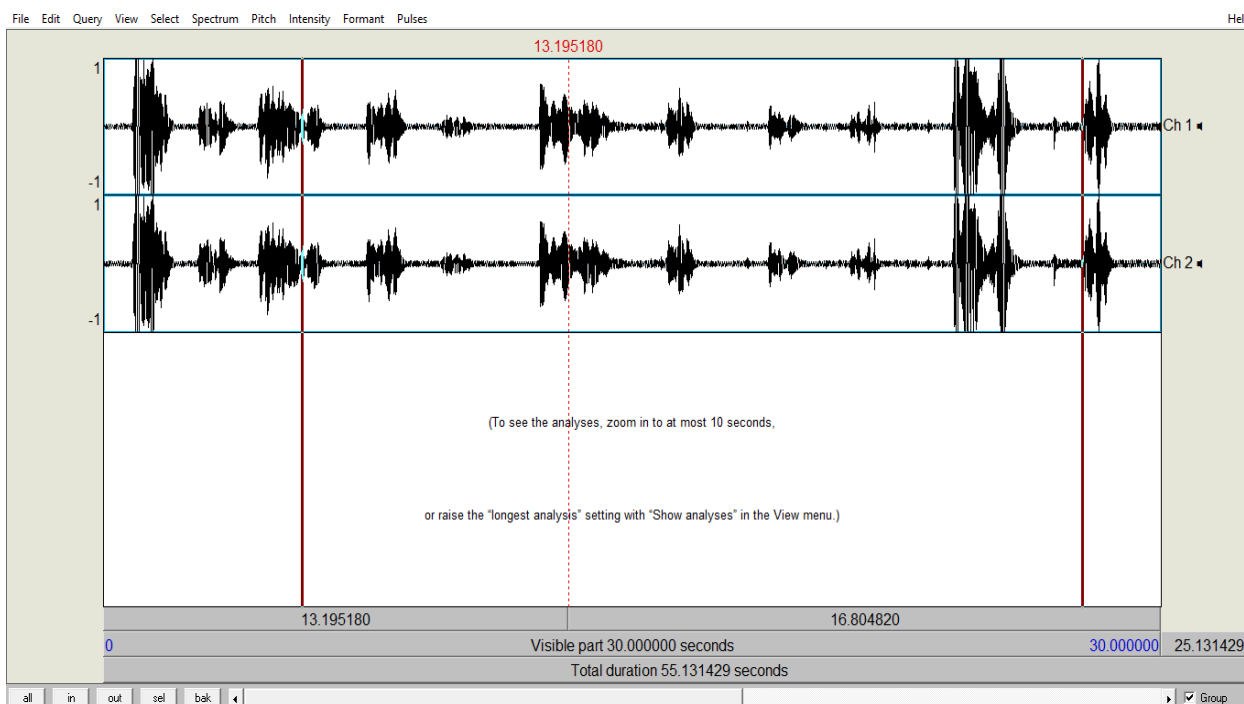 File Edit Query View Select Spectrum Pitch Intensity Formant Pulses Hel
13.195180
1
Ch 1
-1
1
Ch 2
-1
(To see the analyses, zoom in to at most 10 seconds,
or raise the “longest analysis” setting with “Show analyses” in the View menu.)
13.195180 16.804820
0 Visible part 30.000000 seconds 30.000000 25.131429
Total duration 55.131429 seconds
all in out sel bak Group